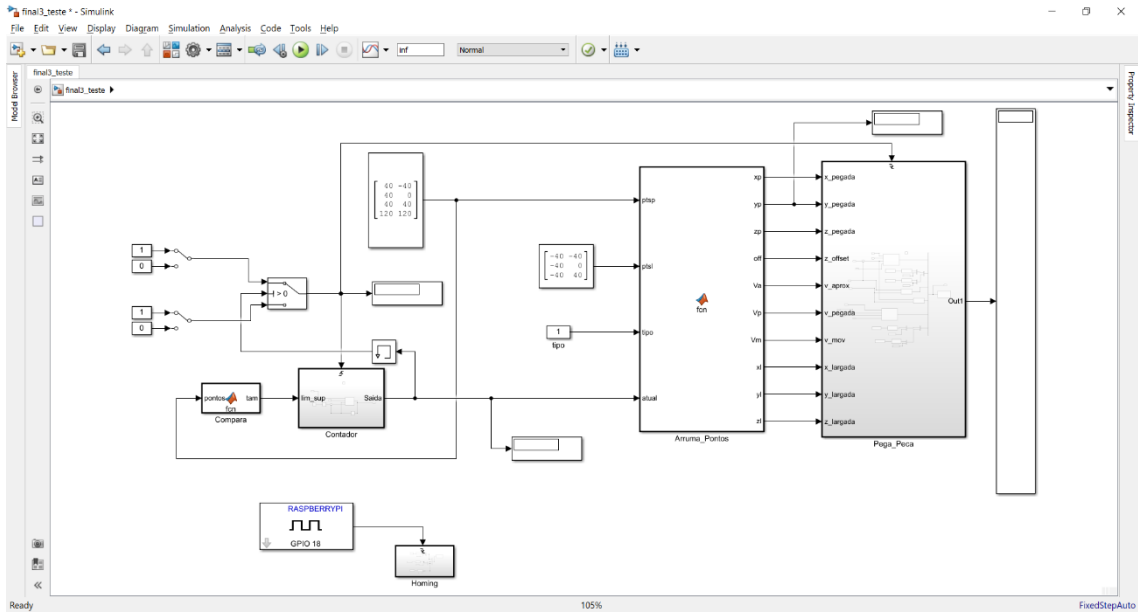 final3_teste * - Simulink
File Edit View Display Diagram Simulation Analysis Code Tools Help
inf
Normal
final3_teste
Model Browser
final3_teste
Property Inspector
40 -40
40 0
40 40
120 120
-40 -40
-40 0
-40 40
1
0
1
0
> 0
1
tipo
pontos
tam
fcn
Compara
lim_sup
Saida
Contador
ptsp
ptsl
tipo
atual
fcn
xp
yp
zp
off
Va
Vp
Vm
xl
yl
zl
Arruma_Pontos
x_pegada
y_pegada
z_pegada
z_offset
v_aprox
v_pegada
v_mov
x_largada
y_largada
z_largada
Out1
Pega_Peca
RASPBERRYPI
GPIO 18
Homing
Ready
105%
FixedStepAuto